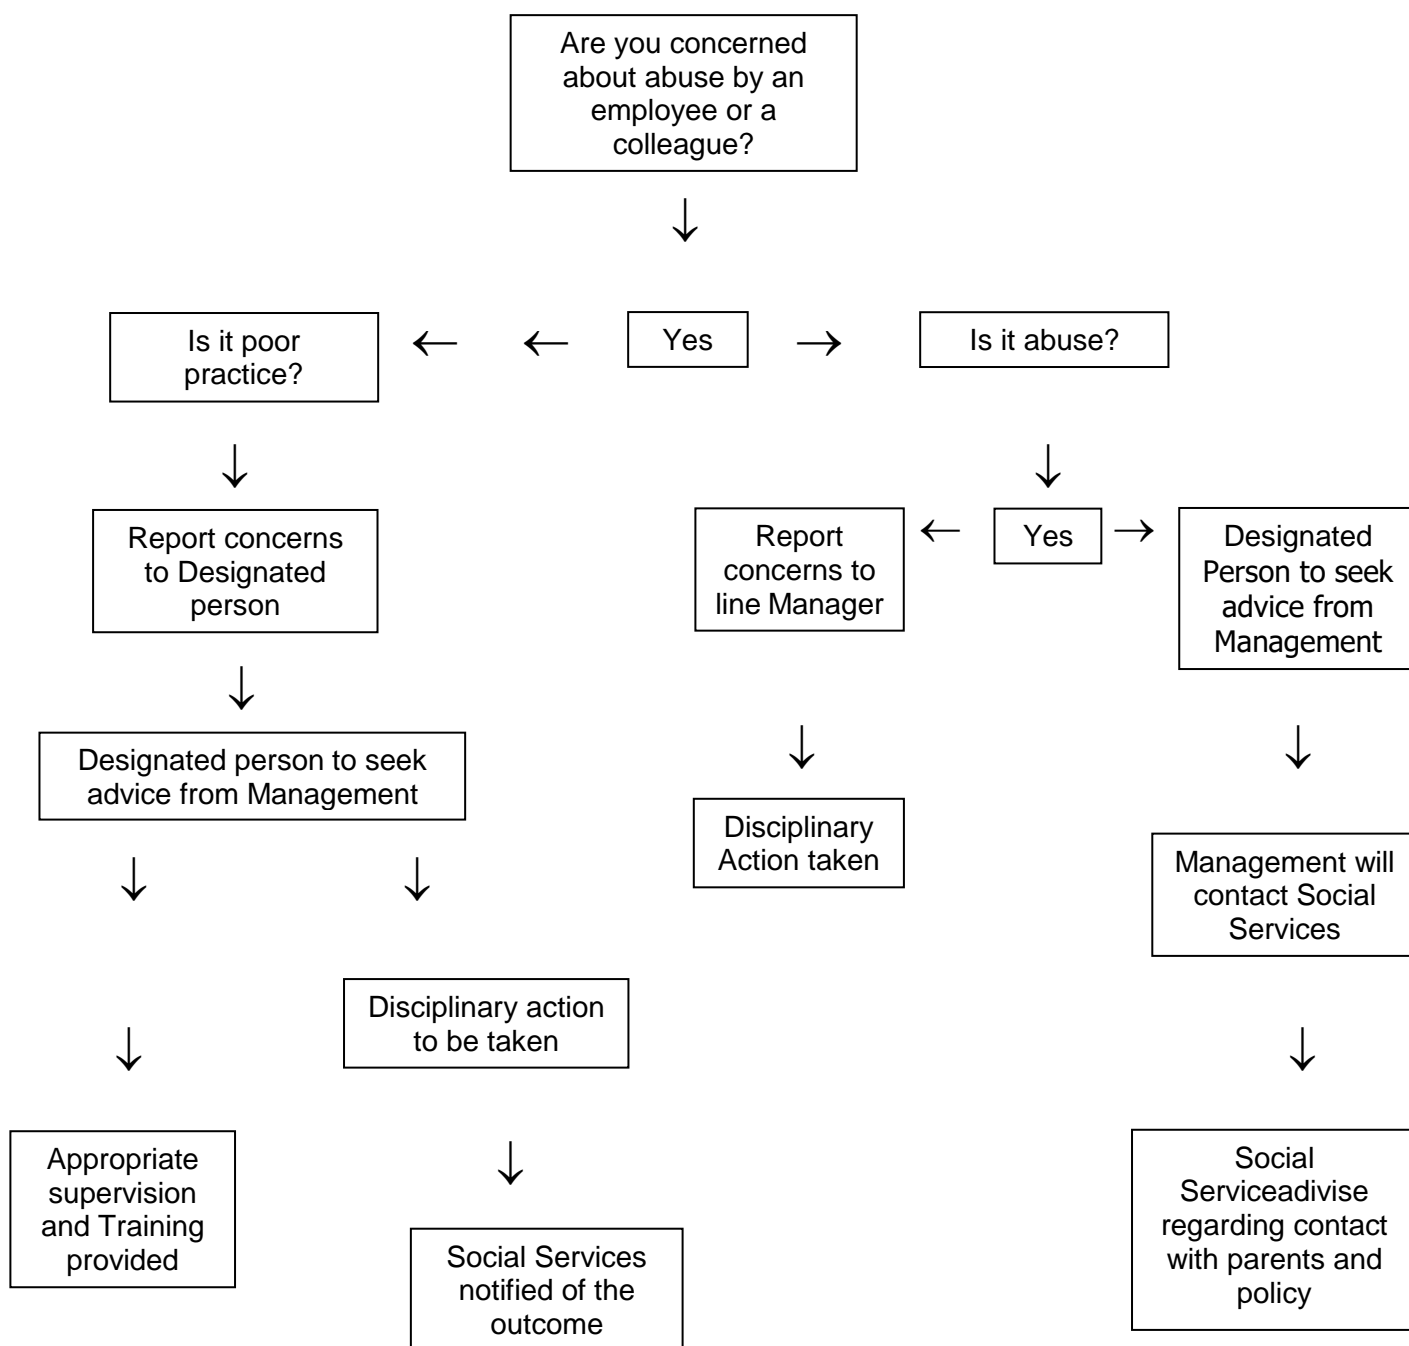 Are you concerned
about abuse by an
employee or a
colleague?
Is it poor
practice?
Yes
Is it abuse?
Report concerns
to Designated
person
Report
concerns to
line Manager
Yes
Designated
Person to seek
advice from
Management
Designated person to seek
advice from Management
Disciplinary
Action taken
Management will
contact Social
Services
Disciplinary action
to be taken
Appropriate
supervision
and Training
provided
Social Services
notified of the
outcome
Social
Serviceadivise
regarding contact
with parents and
policy